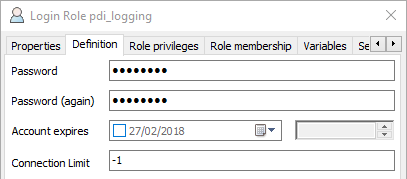 Login Role pdi_logging
Properties Definition Role privileges Role membership Variables Se
Password ••••••••
Password (again) ••••••••
Account expires 27/02/2018
Connection Limit -1